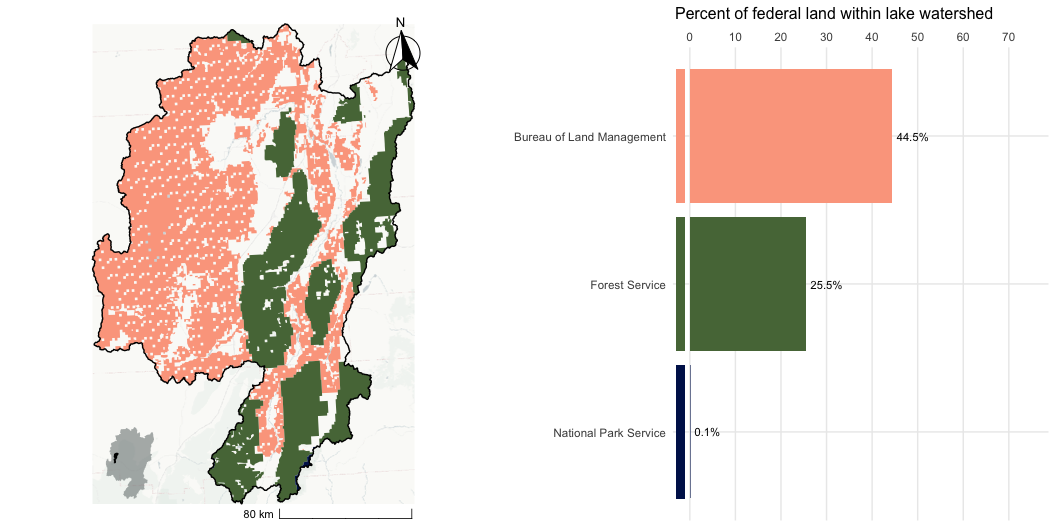 N
80 km
Percent of federal land within lake watershed
0 10 20 30 40 50 60 70
Bureau of Land Management 44.5%
Forest Service 25.5%
National Park Service 0.1%